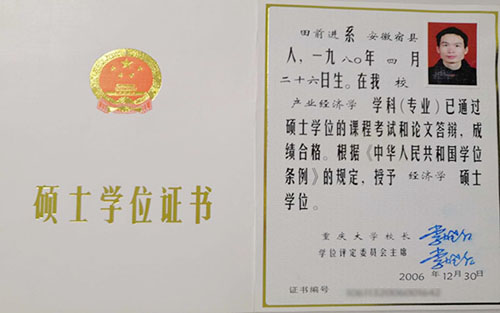 硕士学位证书
田前进 系 安徽宿县
人，一九八〇年 四 月
二十六日生。在我 校
产业经济学 学科(专业)已通过
硕士学位的课程考试和论文答辩，成
绩合格。根据《中华人民共和国学位
条例》的规定，授予 经济学 硕士
学位。
重庆大学校长
学位评定委员会主席
2006 年 12月 30日
证书编号